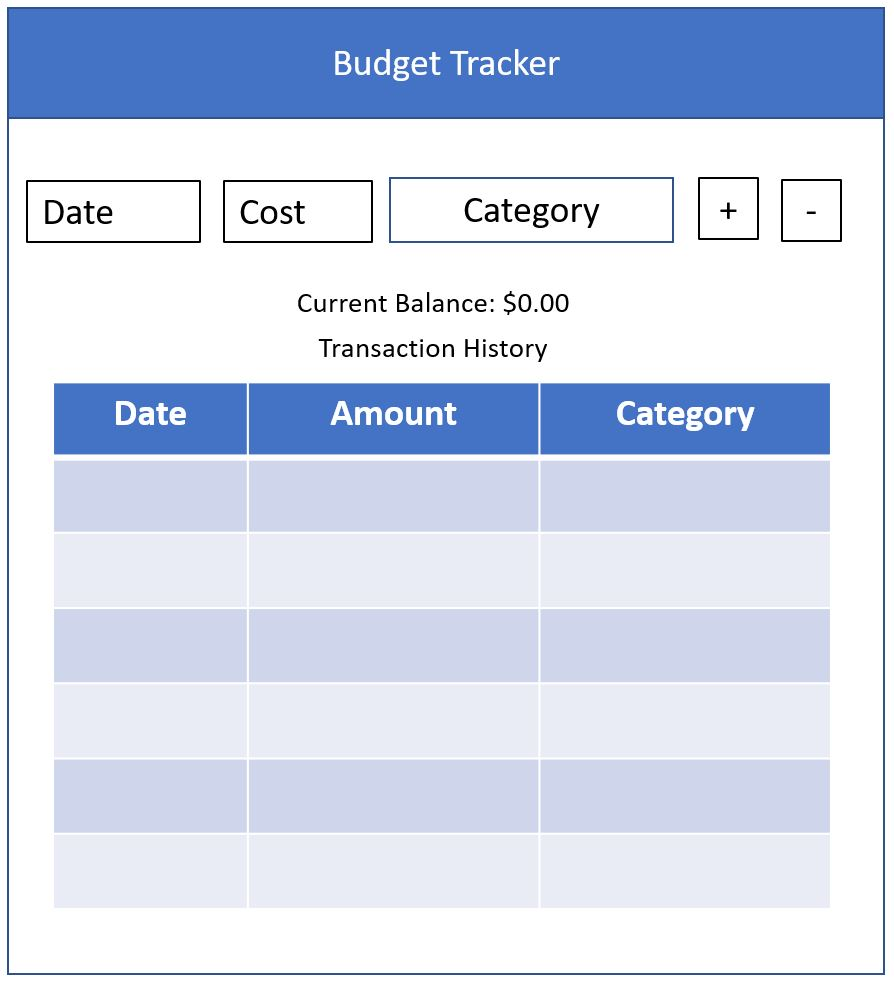 Budget Tracker
Date Cost Category + -
Current Balance: $0.00
Transaction History
Date Amount Category